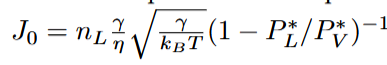 $J_0 = n_L \frac{\gamma}{\eta} \sqrt{\frac{\gamma}{k_B T}} (1 - P_L^*/P_V^*)^{-1}$